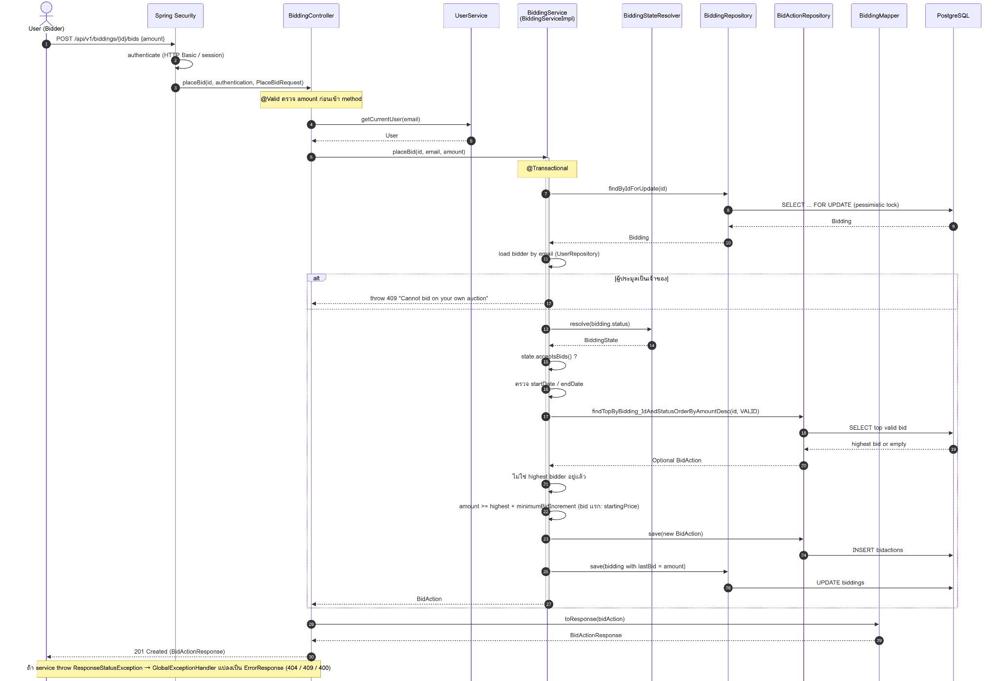 User (Bidder)
Spring Security
BiddingController
UserService
BiddingService
(BiddingServiceImpl)
BiddingStateResolver
BiddingRepository
BidActionRepository
BiddingMapper
PostgreSQL
1
POST /api/v1/biddings/{id}/bids {amount}
authenticate (HTTP Basic / session)
2
3
placeBid(id, authentication, PlaceBidRequest)
@Valid ตรวจ amount ก่อนเข้า method
4
getCurrentUser(email)
User
5
6
placeBid(id, email, amount)
@Transactional
7
findByIdForUpdate(id)
8
SELECT ... FOR UPDATE (pessimistic lock)
Bidding
9
Bidding
10
load bidder by email (UserRepository)
11
alt
[ผู้ประมูลเป็นเจ้าของ]
throw 409 "Cannot bid on your own auction"
12
13
resolve(bidding.status)
BiddingState
14
state.acceptsBids() ?
15
ตรวจ startDate / endDate
16
17
findTopByBidding_IdAndStatusOrderByAmountDesc(id, VALID)
18
SELECT top valid bid
highest bid or empty
19
Optional BidAction
20
ไม่ใช่ highest bidder อยู่แล้ว
21
amount >= highest + minimumBidIncrement (bid แรก: startingPrice)
22
23
save(new BidAction)
24
INSERT bidactions
25
save(bidding with lastBid = amount)
26
UPDATE biddings
BidAction
27
28
toResponse(bidAction)
BidActionResponse
29
201 Created (BidActionResponse)
30
ถ้า service throw ResponseStatusException → GlobalExceptionHandler แปลงเป็น ErrorResponse (404 / 409 / 400)